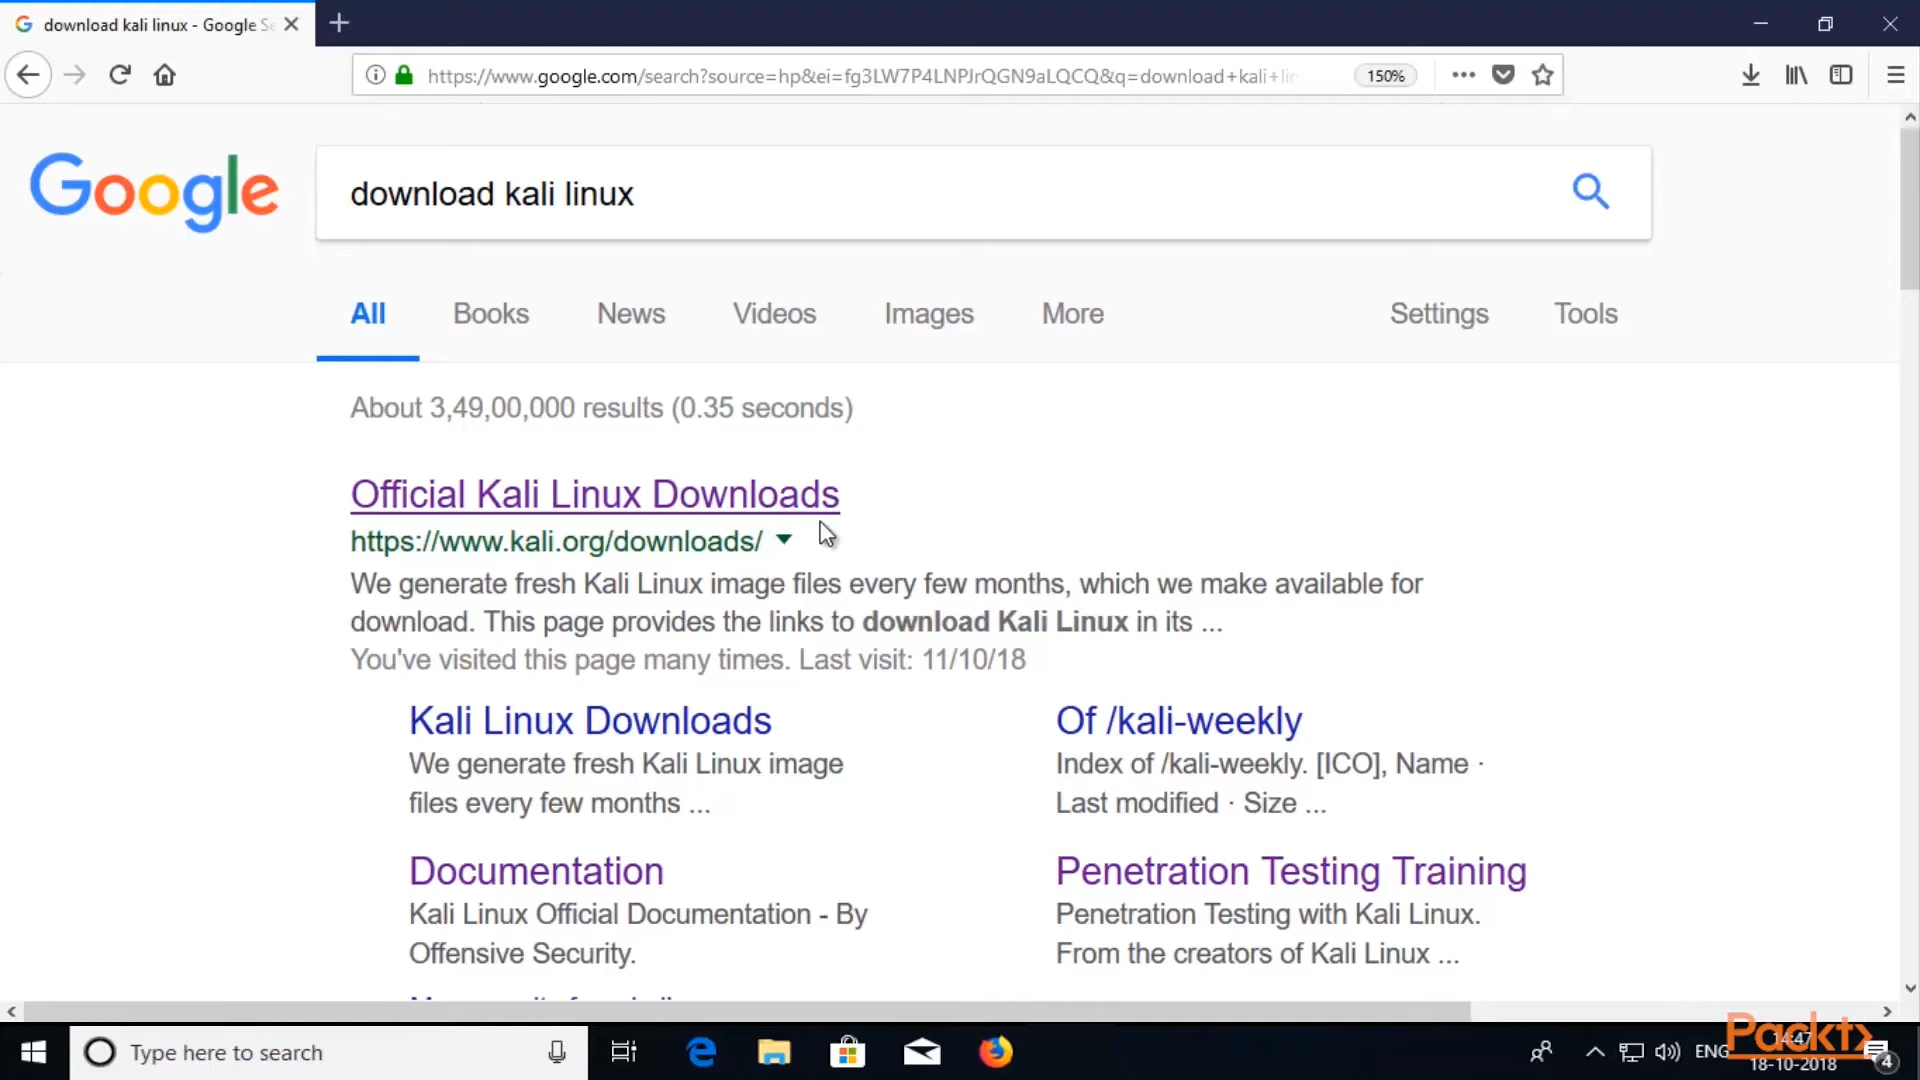 download kali linux - Google Se
https://www.google.com/search?source=hp&ei=fg3LW7P4LNPJrQGN9aLQCQ&q=download+kali+lin
150%
Google
download kali linux
All Books News Videos Images More Settings Tools
About 3,49,00,000 results (0.35 seconds)
Official Kali Linux Downloads
https://www.kali.org/downloads/
We generate fresh Kali Linux image files every few months, which we make available for
download. This page provides the links to download Kali Linux in its ...
You've visited this page many times. Last visit: 11/10/18
Kali Linux Downloads
We generate fresh Kali Linux image
files every few months ...
Of /kali-weekly
Index of /kali-weekly. [ICO], Name ·
Last modified · Size ...
Documentation
Kali Linux Official Documentation - By
Offensive Security.
Penetration Testing Training
Penetration Testing with Kali Linux.
From the creators of Kali Linux ...
Type here to search
ENG
14:47
18-10-2018
4
Packt>